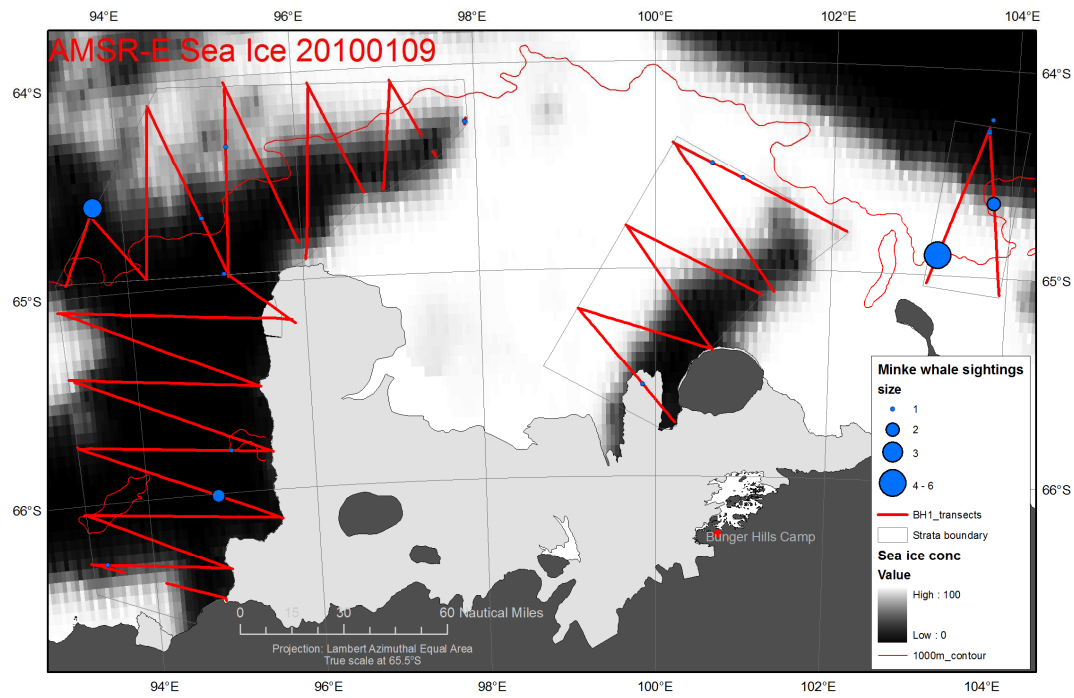 94°E 96°E 98°E 100°E 102°E 104°E
AMSR-E Sea Ice 20100109
64°S 64°S
65°S 65°S
66°S 66°S
Minke whale sightings
size
1
2
3
4 - 6
BH1_transects
Strata boundary
Sea ice conc
Value
High : 100
Low : 0
1000m_contour
Bunger Hills Camp
0 15 30 60 Nautical Miles
Projection: Lambert Azimuthal Equal Area
True scale at 65.5°S
94°E 96°E 98°E 100°E 102°E 104°E